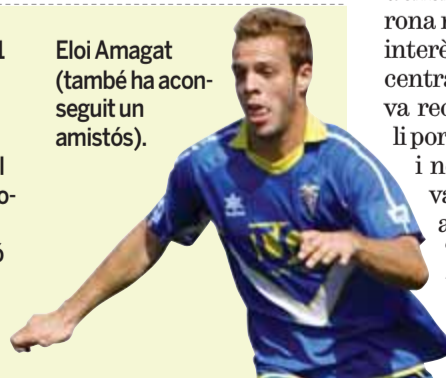 Eloi Amagat
(també ha acon-
seguit un
amistós).
rona
interè
centra
va rec
li por
i n
va
a